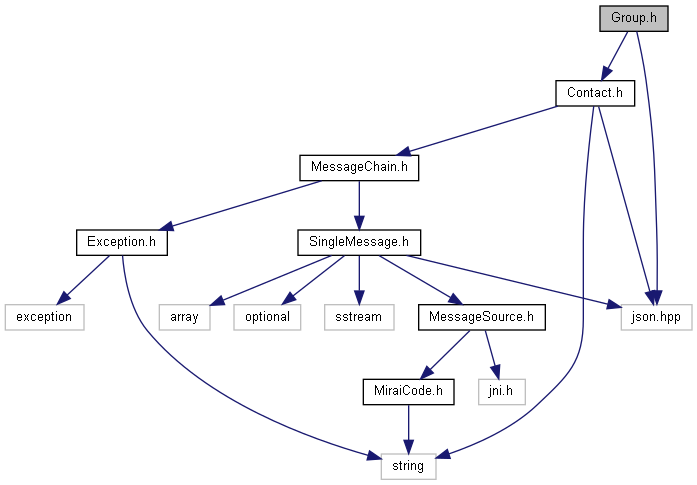 Group.h
Contact.h
MessageChain.h
Exception.h
SingleMessage.h
exception
array
optional
sstream
MessageSource.h
json.hpp
MiraiCode.h
jni.h
string